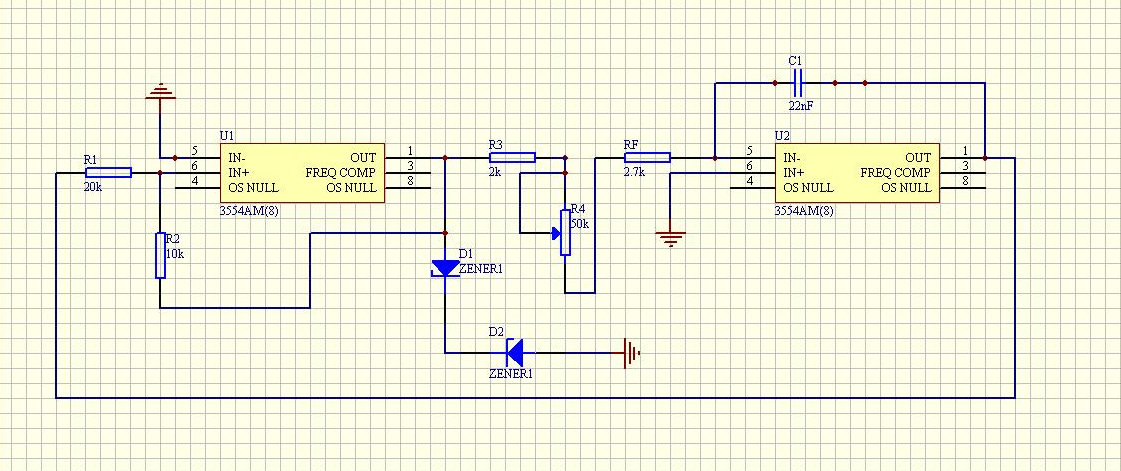 C1
22nF
U1
U2
R1
20k
5 IN- OUT 1
6 IN+ FREQ COMP 3
4 OS NULL OS NULL 8
3554AM(8)
R3
2k
RF
2.7k
5 IN- OUT 1
6 IN+ FREQ COMP 3
4 OS NULL OS NULL 8
3554AM(8)
R4
50k
R2
10k
D1
ZENER1
D2
ZENER1